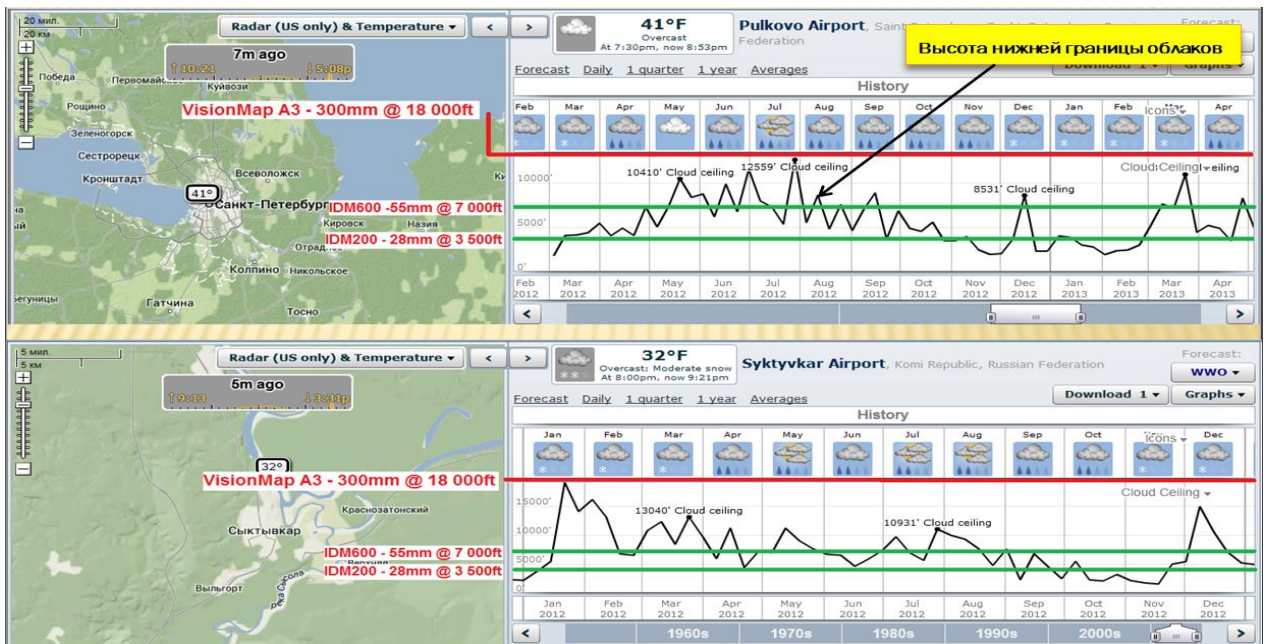 20 мил.
20 км
Radar (US only) & Temperature
<
>
7m ago
↑10:21 ↓5:08p
Победа
Куйвози
Рощино
Зеленогорск
Сестрорецк
Кронштадт
Всеволожск
41°
Санкт-Петербург
Кировск
Назия
Колпино
Никольское
Гатчина
Тосно
VisionMap A3 - 300mm @ 18 000ft
IDM600 -55mm @ 7 000ft
IDM200 - 28mm @ 3 500ft
41°F
Overcast
At 7:30pm, now 8:53pm
Pulkovo Airport,
Federation
Высота нижней границы облаков
Forecast Daily 1 quarter 1 year Averages
Graphs
History
Feb Mar Apr May Jun Jul Aug Sep Oct Nov Dec Jan Feb Mar Apr
Icons
10410' Cloud ceiling
12559' Cloud ceiling
8531' Cloud ceiling
10000'
5000'
0'
Feb Mar Apr May Jun Jul Aug Sep Oct Nov Dec Jan Feb Mar Apr
2012 2012 2012 2012 2012 2012 2012 2012 2012 2012 2012 2013 2013 2013 2013
<
>
5 мил.
5 км
Radar (US only) & Temperature
<
>
5m ago
↑9:13 ↓3:31p
32°
VisionMap A3 - 300mm @ 18 000ft
Краснозатонский
Сыктывкар
IDM600 - 55mm @ 7 000ft
IDM200 - 28mm @ 3 500ft
Выльгорт
река Сысола
32°F
Overcast: Moderate snow
At 8:00pm, now 9:21pm
Syktyvkar Airport, Komi Republic, Russian Federation
Forecast:
WWO
Forecast Daily 1 quarter 1 year Averages
Download 1
Graphs
History
Jan Feb Mar Apr May Jun Jul Aug Sep Oct Dec
Icons
Cloud Ceiling
15000'
13040' Cloud ceiling
10931' Cloud ceiling
10000'
5000'
0'
Jan Feb Mar Apr May Jun Jul Aug Sep Oct Nov Dec
2012 2012 2012 2012 2012 2012 2012 2012 2012 2012 2012 2012
<
1960s 1970s 1980s 1990s 2000s
>